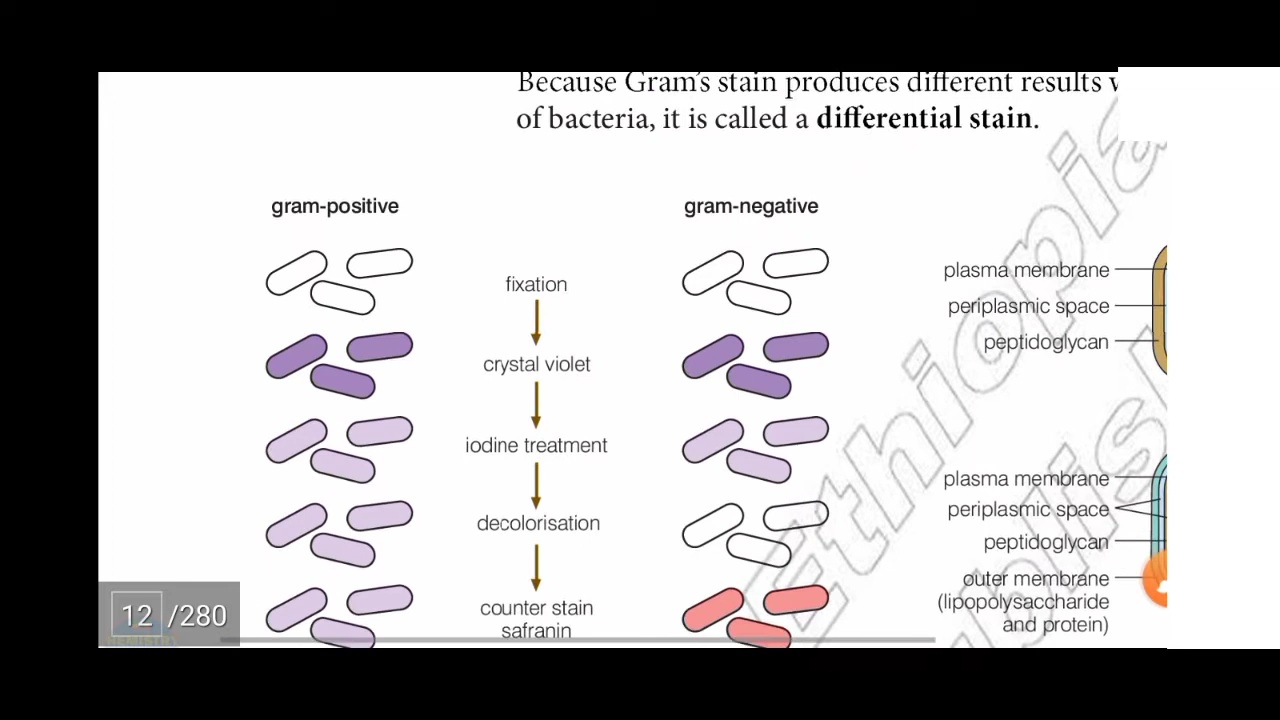 Because Gram's stain produces different results
of bacteria, it is called a differential stain.
gram-positive
gram-negative
fixation
crystal violet
iodine treatment
decolorisation
counter stain
safranin
plasma membrane
periplasmic space
peptidoglycan
plasma membrane
periplasmic space
peptidoglycan
outer membrane
(lipopolysaccharide
and protein)
12 /280